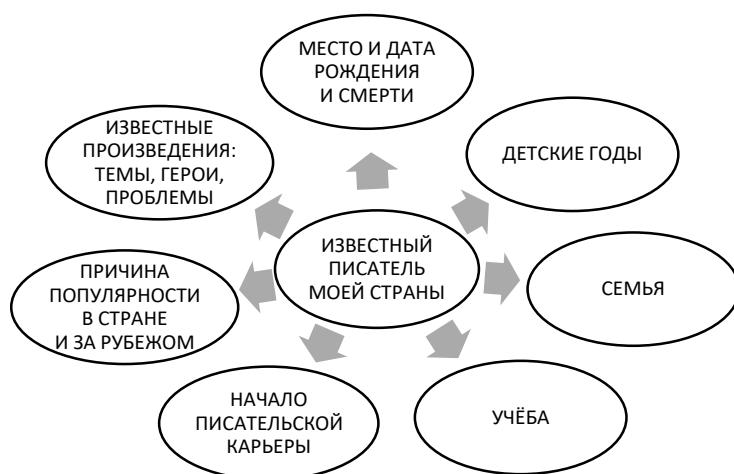 МЕСТО И ДАТА
РОЖДЕНИЯ
И СМЕРТИ
ИЗВЕСТНЫЕ
ПРОИЗВЕДЕНИЯ:
ТЕМЫ, ГЕРОИ,
ПРОБЛЕМЫ
ДЕТСКИЕ ГОДЫ
ИЗВЕСТНЫЙ
ПИСАТЕЛЬ
МОЕЙ СТРАНЫ
ПРИЧИНА
ПОПУЛЯРНОСТИ
В СТРАНЕ
И ЗА РУБЕЖОМ
СЕМЬЯ
НАЧАЛО
ПИСАТЕЛЬСКОЙ
КАРЬЕРЫ
УЧЁБА